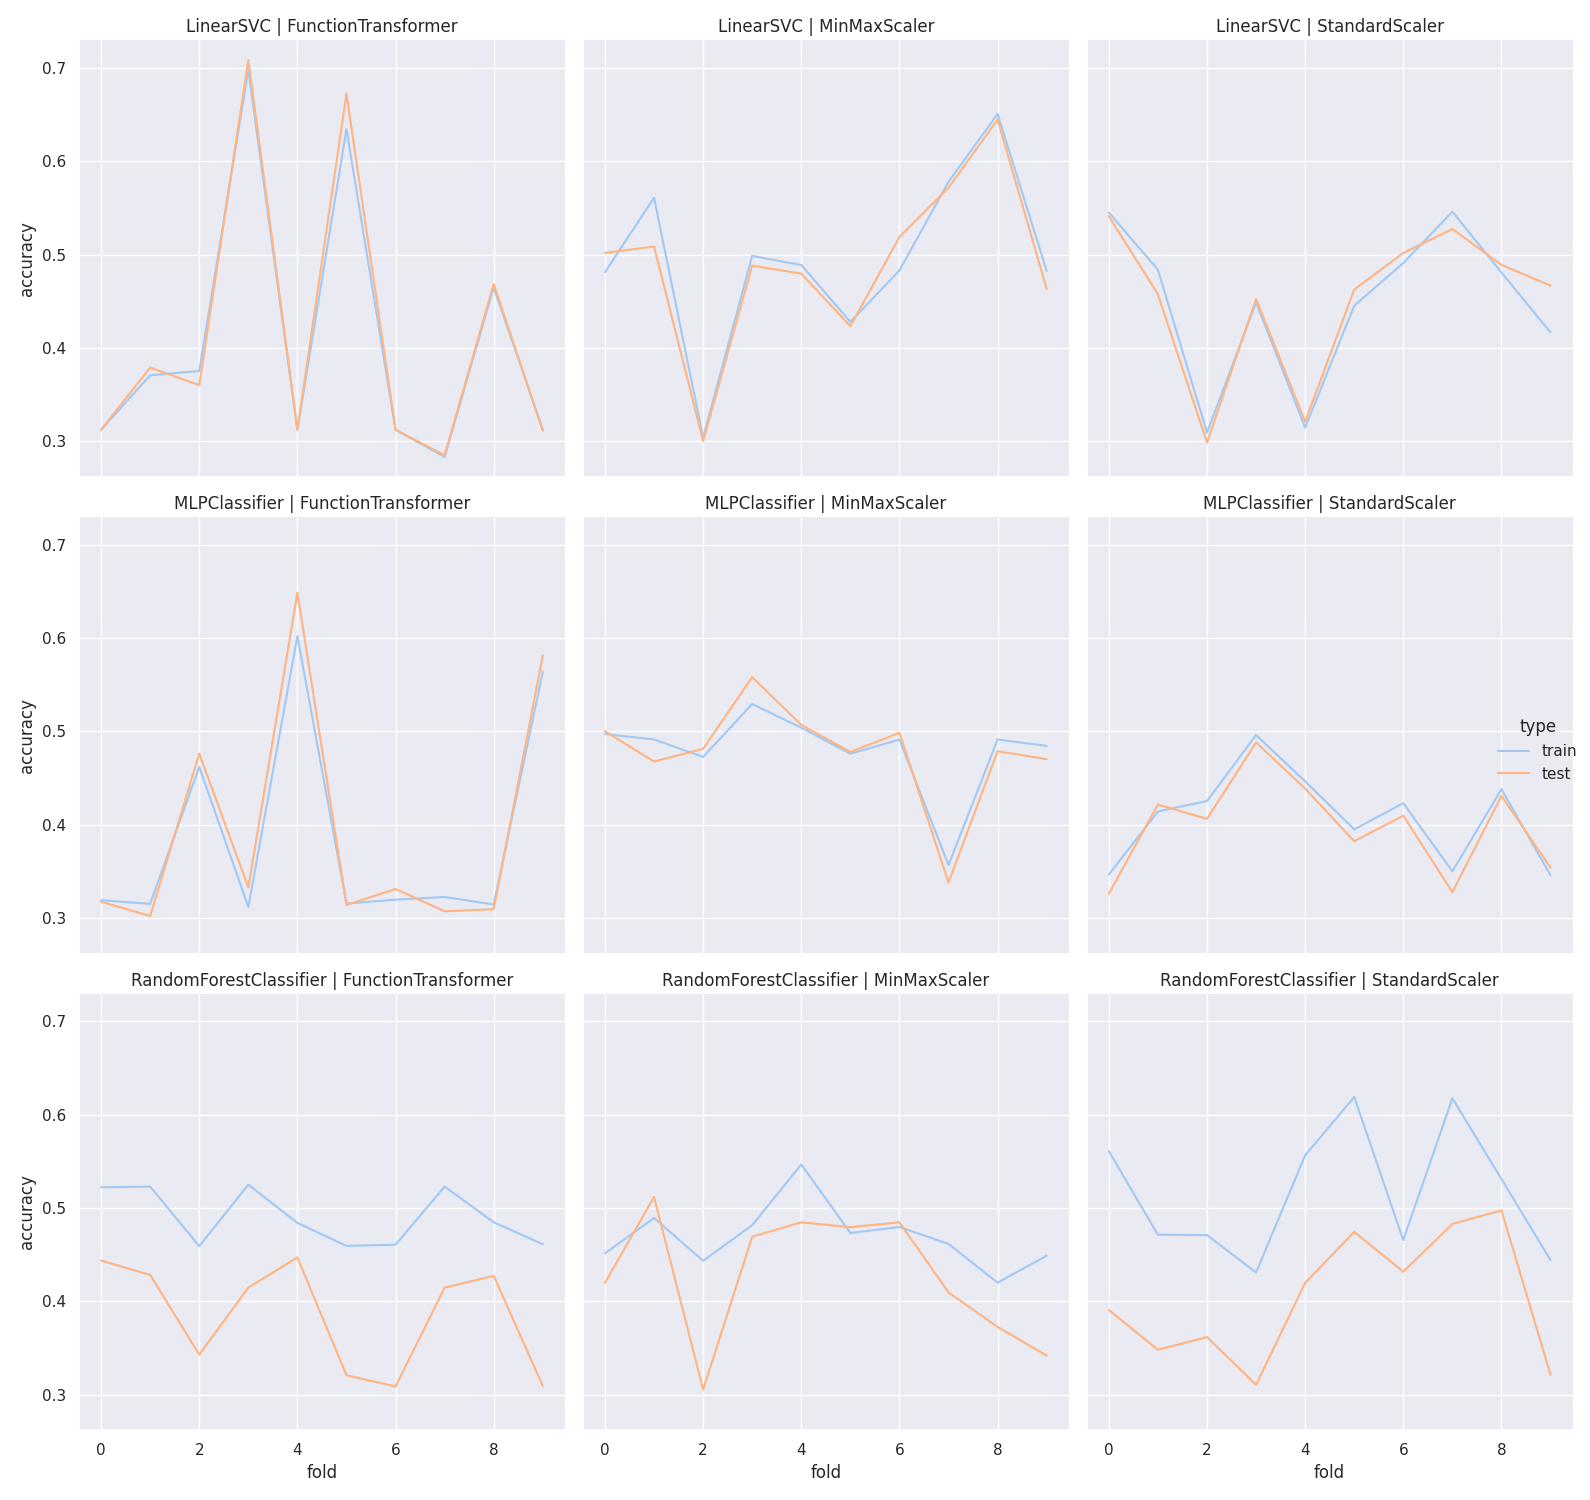 LinearSVC | FunctionTransformer
LinearSVC | MinMaxScaler
LinearSVC | StandardScaler
0.7
0.6
0.5
0.4
0.3
accuracy
MLPClassifier | FunctionTransformer
MLPClassifier | MinMaxScaler
MLPClassifier | StandardScaler
0.7
0.6
0.5
0.4
0.3
accuracy
type
train
test
RandomForestClassifier | FunctionTransformer
RandomForestClassifier | MinMaxScaler
RandomForestClassifier | StandardScaler
0.7
0.6
0.5
0.4
0.3
accuracy
0 2 4 6 8
0 2 4 6 8
0 2 4 6 8
fold
fold
fold